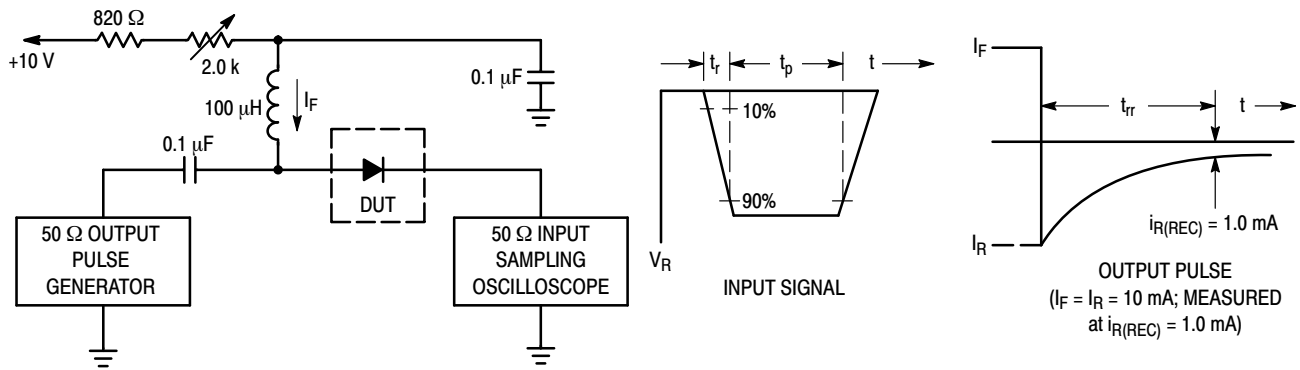 820 Ω
+10 V
2.0 k
100 µH
I_F
0.1 µF
0.1 µF
DUT
50 Ω OUTPUT
PULSE
GENERATOR
50 Ω INPUT
SAMPLING
OSCILLOSCOPE
t_r
t_p
t
10%
90%
V_R
INPUT SIGNAL
I_F
t_rr
t
I_R
i_R(REC) = 1.0 mA
OUTPUT PULSE
(I_F = I_R = 10 mA; MEASURED
at i_R(REC) = 1.0 mA)